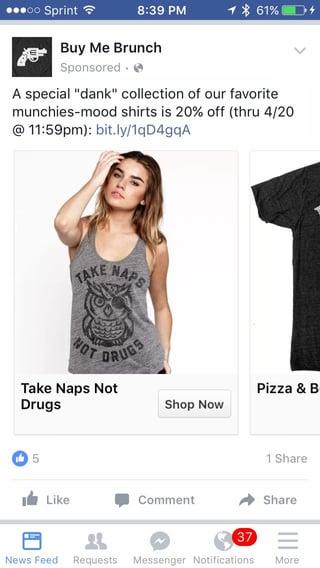 Sprint 8:39 PM 61%
Buy Me Brunch
Sponsored ·
A special "dank" collection of our favorite
munchies-mood shirts is 20% off (thru 4/20
@ 11:59pm): bit.ly/1qD4gqA
TAKE NAPS
NOT DRUGS
Take Naps Not
Drugs
Shop Now
Pizza & B
5
1 Share
Like
Comment
Share
37
News Feed
Requests
Messenger
Notifications
More